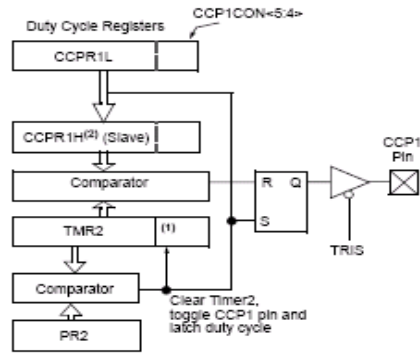 CCP1CON<5:4>
Duty Cycle Registers
CCPR1L
CCPR1H(2) (Slave)
Comparator
R Q
S
CCP1
Pin
TMR2
(1)
TRIS
Comparator
Clear Timer2,
toggle CCP1 pin and
latch duty cycle
PR2